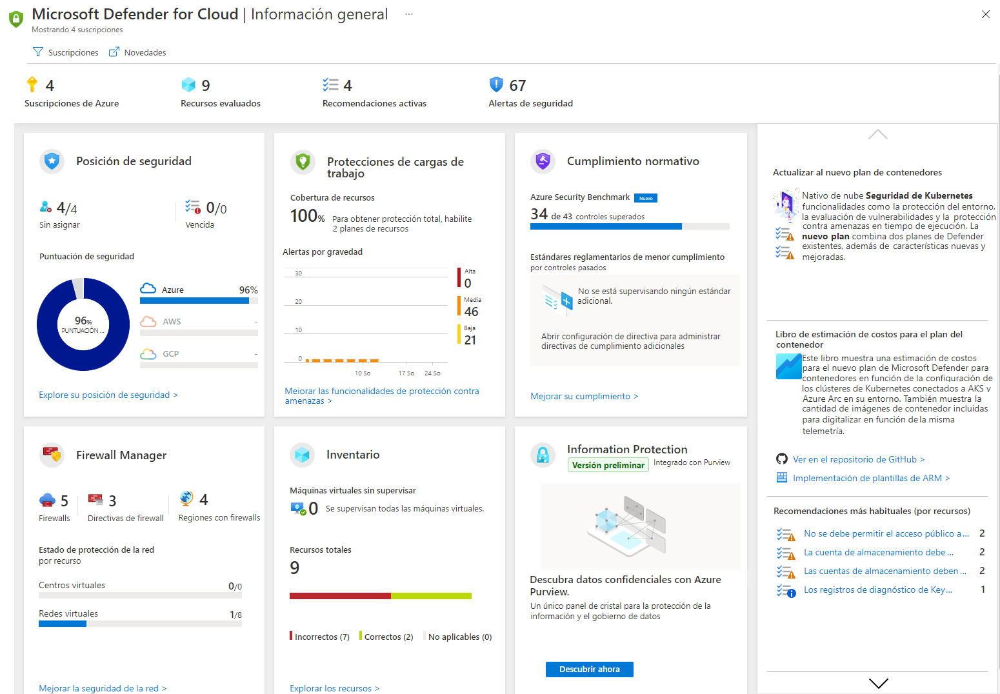 Microsoft Defender for Cloud | Información general ...
Mostrando 4 suscripciones
Suscripciones
Novedades
4
Suscripciones de Azure
9
Recursos evaluados
4
Recomendaciones activas
67
Alertas de seguridad
Posición de seguridad
4/4
Sin asignar
0/0
Vencida
Puntuación de seguridad
96%
PUNTUACIÓN ...
Azure 96%
AWS -
GCP -
Explore su posición de seguridad >
Protecciones de cargas de
trabajo
Cobertura de recursos
100%
Para obtener protección total, habilite
2 planes de recursos
Alertas por gravedad
30
20
10
0
10 So
17 So
24 So
Alta
0
Media
46
Baja
21
Mejorar las funcionalidades de protección contra
amenazas >
Cumplimiento normativo
Azure Security Benchmark Nuevo
34 de 43 controles superados
Estándares reglamentarios de menor cumplimiento
por controles pasados
No se está supervisando ningún estándar
adicional.
Abrir configuración de directiva para administrar
directivas de cumplimiento adicionales
Mejorar su cumplimiento >
Firewall Manager
5
Firewalls
3
Directivas de firewall
4
Regiones con firewalls
Estado de protección de la red
por recurso
Centros virtuales 0/0
Redes virtuales 1/8
Mejorar la seguridad de la red >
Inventario
Máquinas virtuales sin supervisar
0 Se supervisan todas las máquinas virtuales.
Recursos totales
9
Incorrectos (7)
Correctos (2)
No aplicables (0)
Explorar los recursos >
Information Protection
Versión preliminar Integrado con Purview
Descubra datos confidenciales con Azure
Purview.
Un único panel de cristal para la protección de la
información y el gobierno de datos
Descubrir ahora
Actualizar al nuevo plan de contenedores
Nativo de nube Seguridad de Kubernetes
funcionalidades como la protección del entorno,
la evaluación de vulnerabilidades y la protección
contra amenazas en tiempo de ejecución. La
nuevo plan combina dos planes de Defender
existentes, además de características nuevas y
mejoradas.
Libro de estimación de costos para el plan del
contenedor
Este libro muestra una estimación de costos
para el nuevo plan de Microsoft Defender para
contenedores en función de la configuración de
los clústeres de Kubernetes conectados a AKS y
Azure Arc en su entorno. También muestra la
cantidad de imágenes de contenedor incluidas
para digitalizar en función de la misma
telemetría.
Ver en el repositorio de GitHub >
Implementación de plantillas de ARM >
Recomendaciones más habituales (por recursos)
No se debe permitir el acceso público a... 2
La cuenta de almacenamiento debe ... 2
Las cuentas de almacenamiento deben ... 2
Los registros de diagnóstico de Key... 1